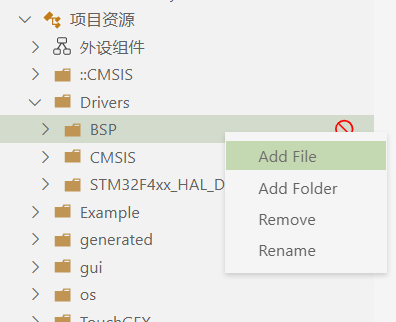 项目资源
外设组件
::CMSIS
Drivers
BSP
CMSIS
STM32F4xx_HAL_D
Example
generated
gui
os
TouchGFX
Add File
Add Folder
Remove
Rename